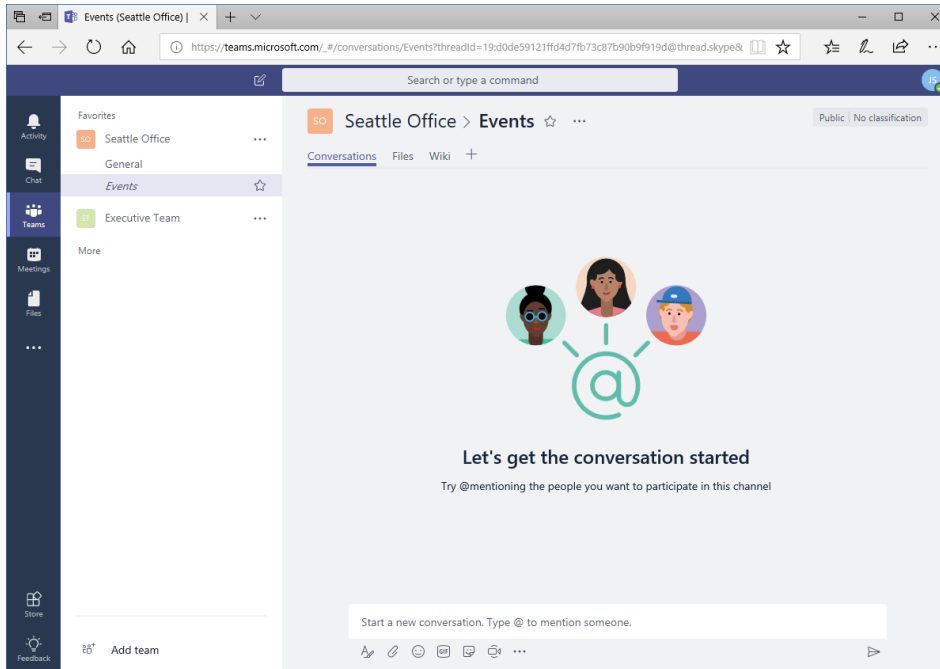 Events (Seattle Office) |
https://teams.microsoft.com/_#/conversations/Events?threadId=19:d0de59121ffd4d7fb73c87b90b9f919d@thread.skype&
Search or type a command
JS
Activity
Chat
Teams
Meetings
Files
Store
Feedback
Favorites
SO Seattle Office
General
Events
ET Executive Team
More
Add team
SO Seattle Office > Events
Public | No classification
Conversations Files Wiki
@
Let's get the conversation started
Try @mentioning the people you want to participate in this channel
Start a new conversation. Type @ to mention someone.
GIF